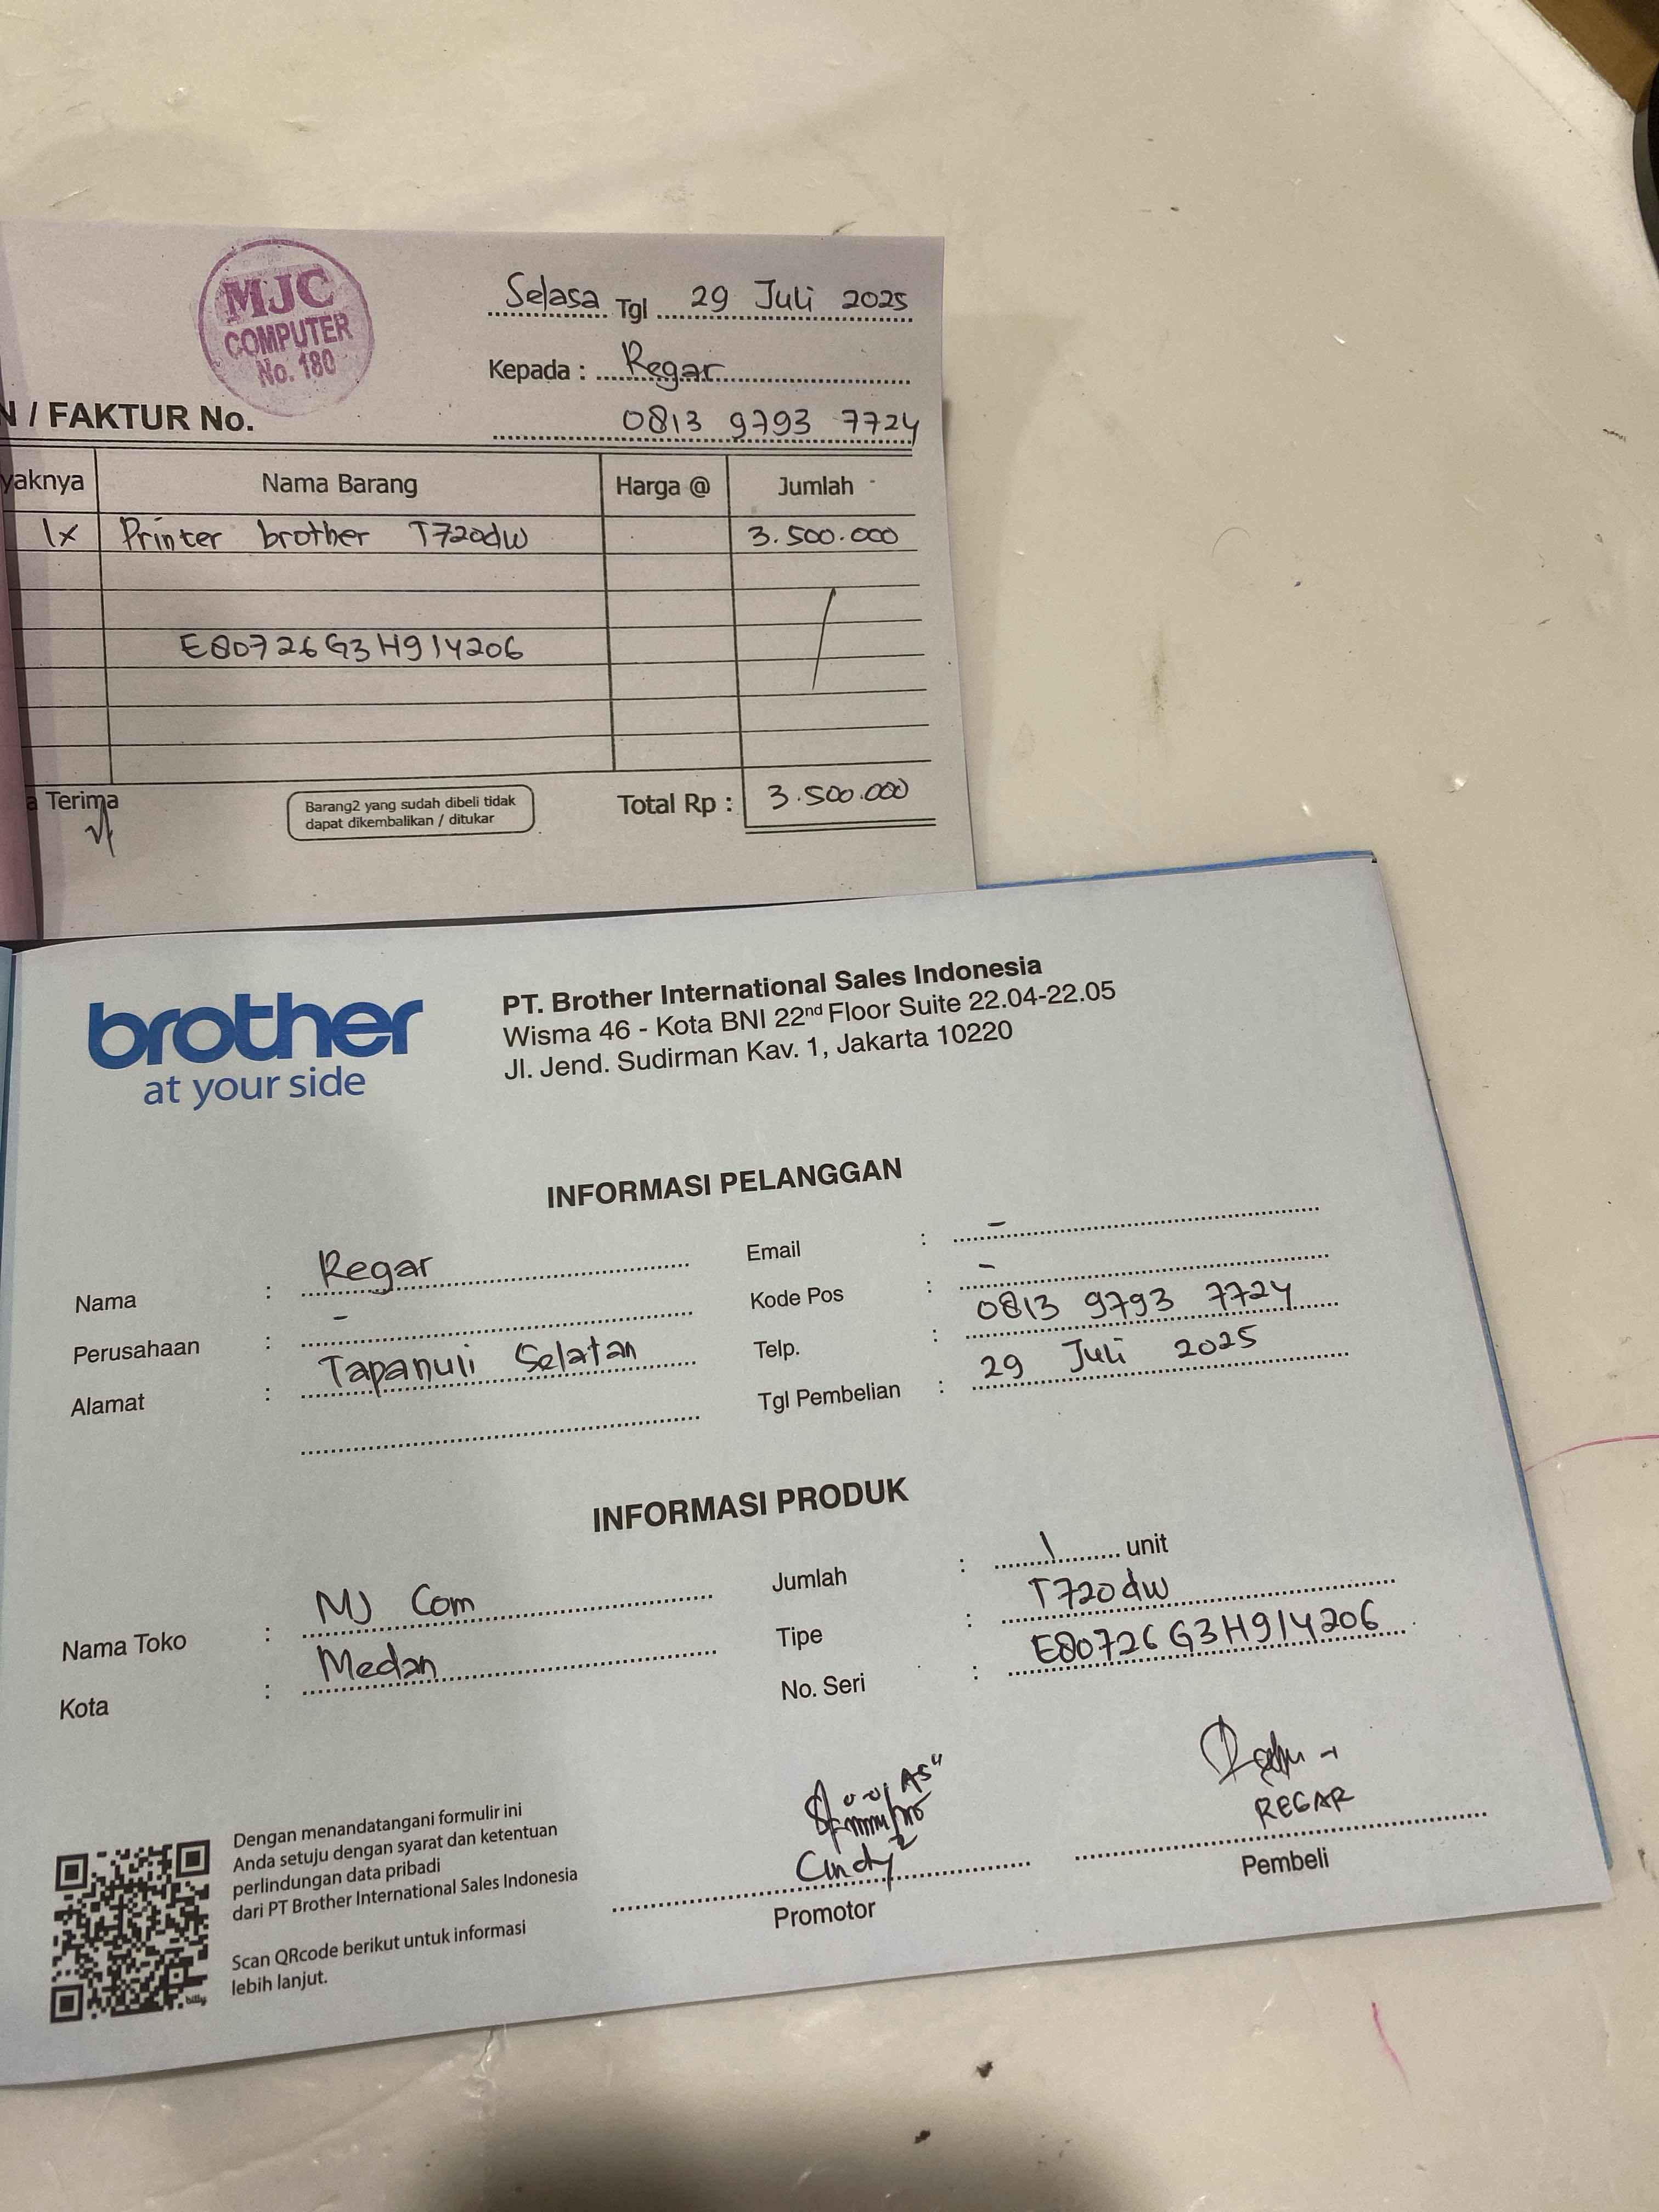 MJC
COMPUTER
No. 180
Selasa Tgl 29 Juli 2025
Kepada : Regar
0813 9793 7724
N / FAKTUR No.
yaknya Nama Barang Harga @ Jumlah
1x Printer brother T720dw 3.500.000
E80726G3H914206
a Terima
Barang2 yang sudah dibeli tidak
dapat dikembalikan / ditukar
Total Rp : 3.500.000
brother
at your side
PT. Brother International Sales Indonesia
Wisma 46 - Kota BNI 22nd Floor Suite 22.04-22.05
Jl. Jend. Sudirman Kav. 1, Jakarta 10220
INFORMASI PELANGGAN
Nama : Regar
Perusahaan : -
Alamat : Tapanuli Selatan
Email : -
Kode Pos : -
Telp. : 0813 9793 7724
Tgl Pembelian : 29 Juli 2025
INFORMASI PRODUK
Nama Toko : MJ Com
Kota : Medan
Jumlah : 1 unit
Tipe : T720dw
No. Seri : E80726G3H914206
Dengan menandatangani formulir ini
Anda setuju dengan syarat dan ketentuan
perlindungan data pribadi
dari PT Brother International Sales Indonesia
Scan QRcode berikut untuk informasi
lebih lanjut.
Cindy
Promotor
REGAR
Pembeli